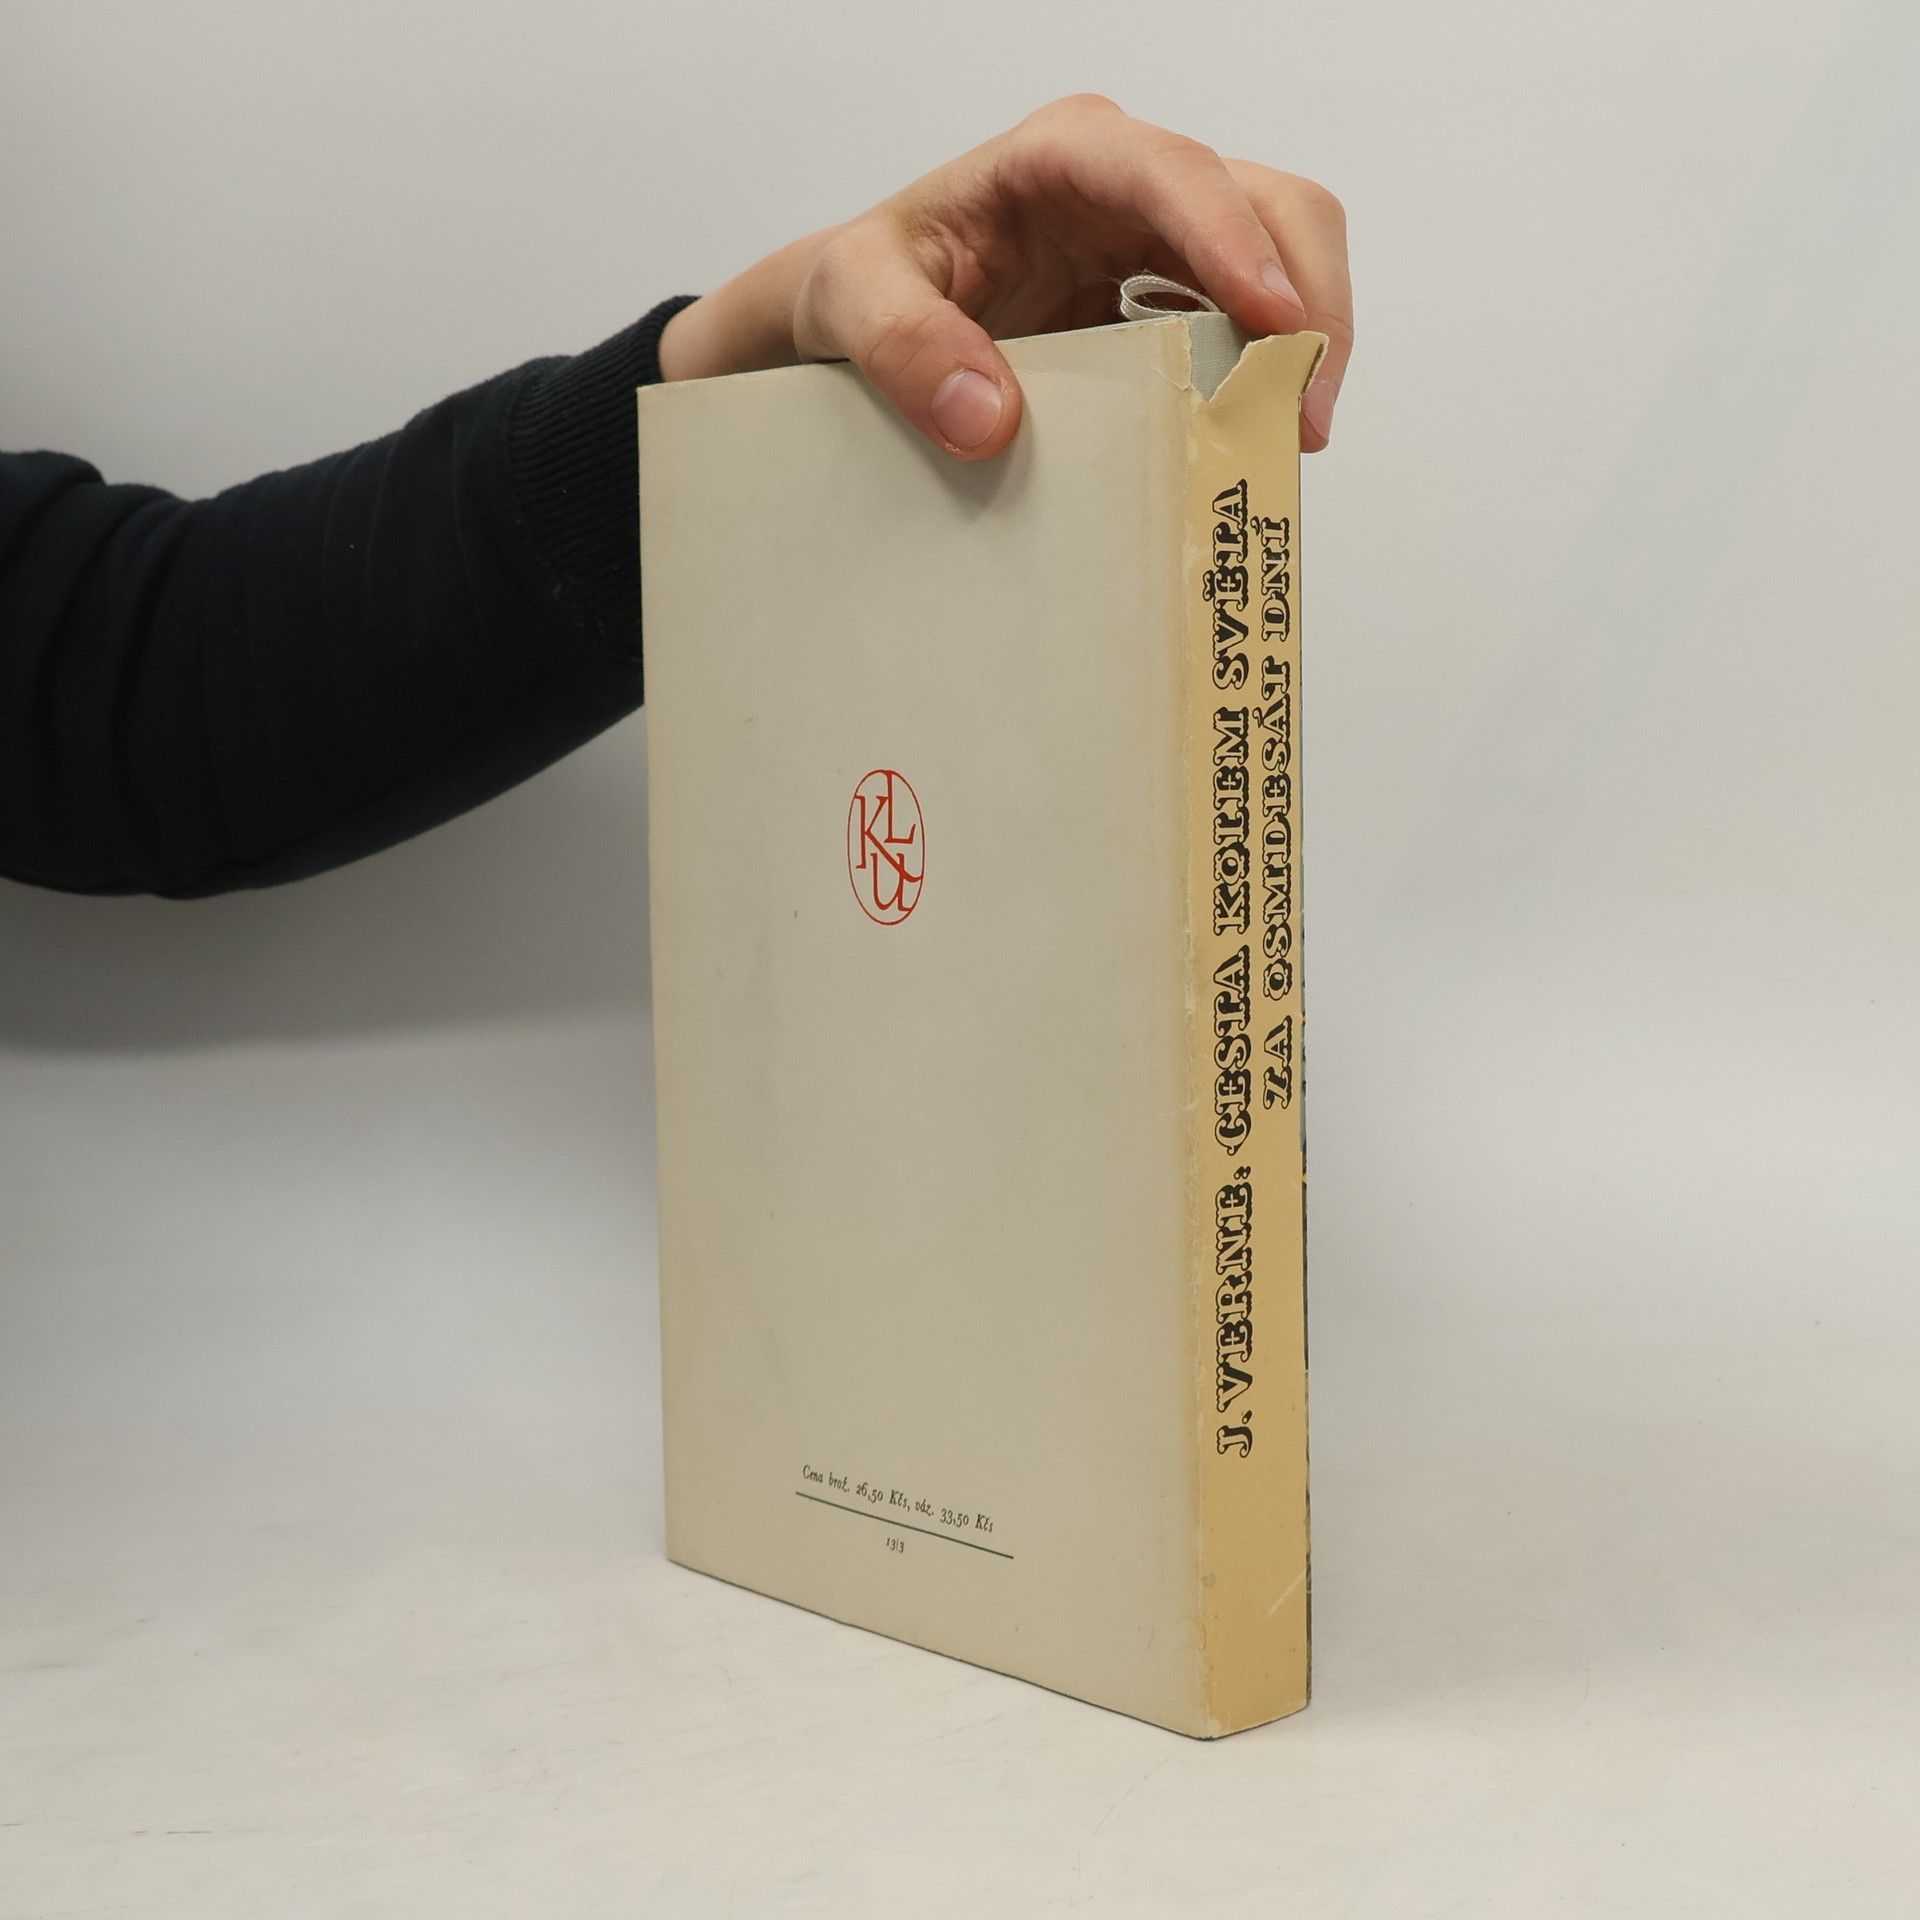 KLU
Cena brož. 26,50 Kčs, váz. 33,50 Kčs
13/3
J. VERNE: CESTA KOLEM SVĚTA
ZA OSMDESÁT DNÍ